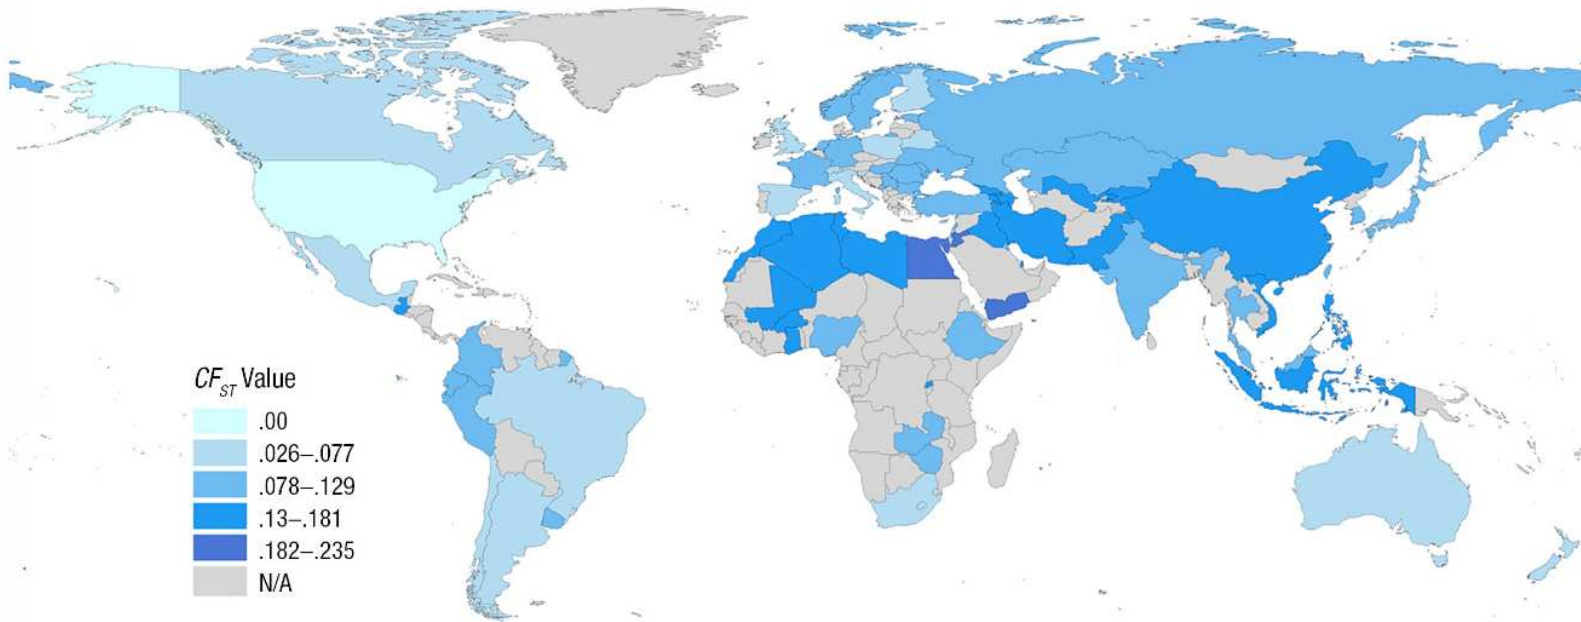 CF_ST Value
.00
.026–.077
.078–.129
.13–.181
.182–.235
N/A